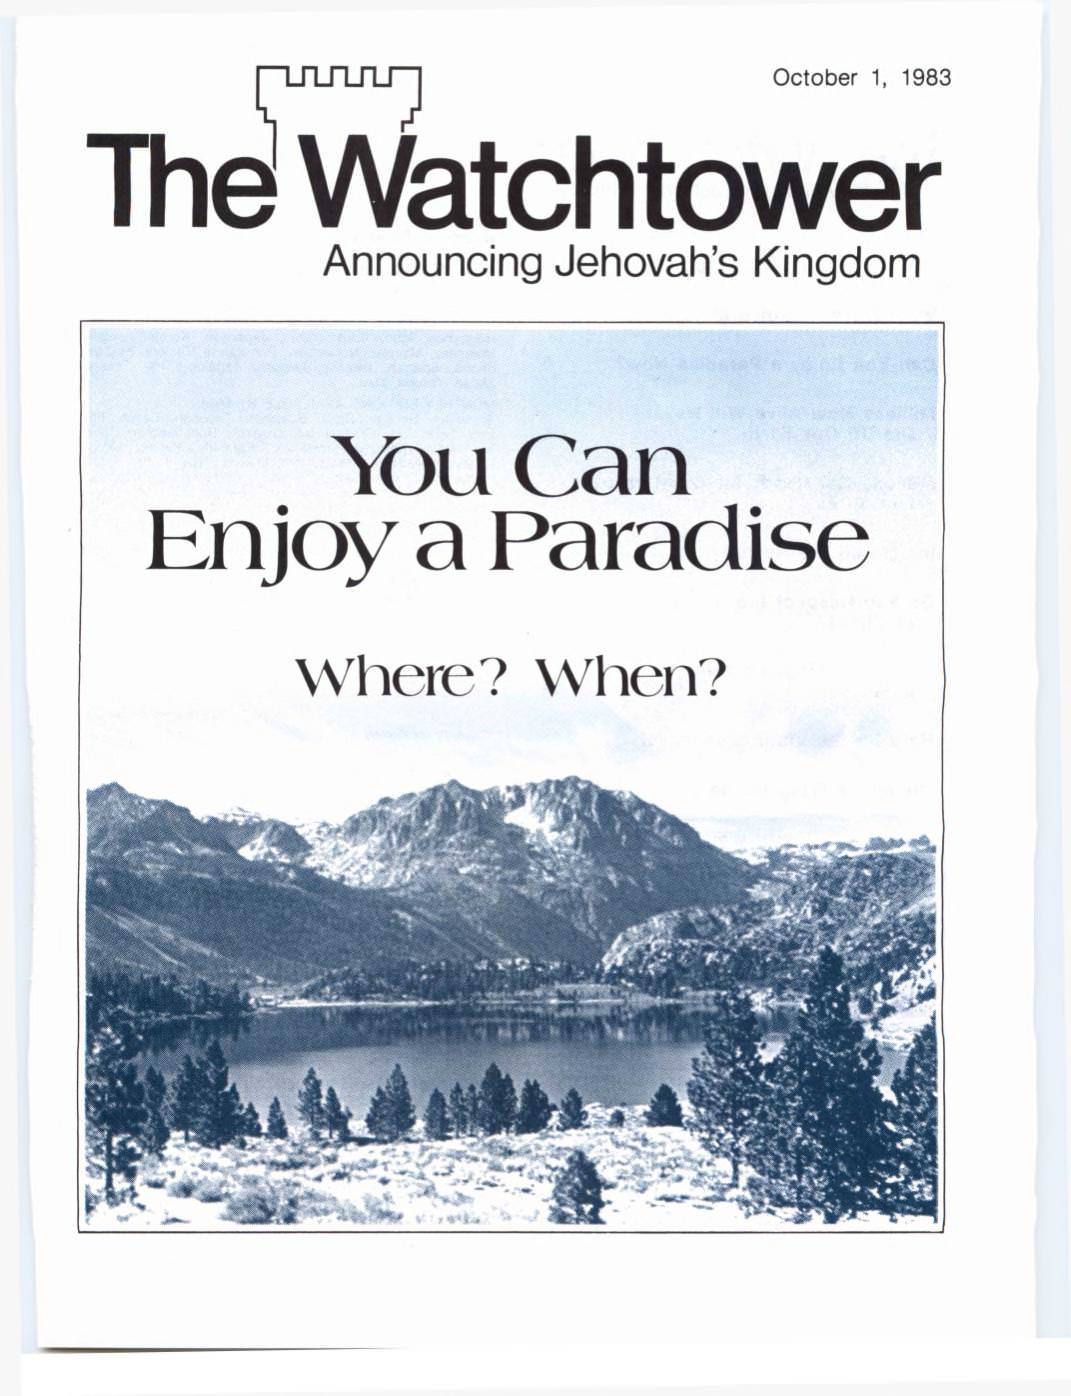 October 1, 1983
The Watchtower
Announcing Jehovah's Kingdom
You Can
Enjoy a Paradise
Where? When?